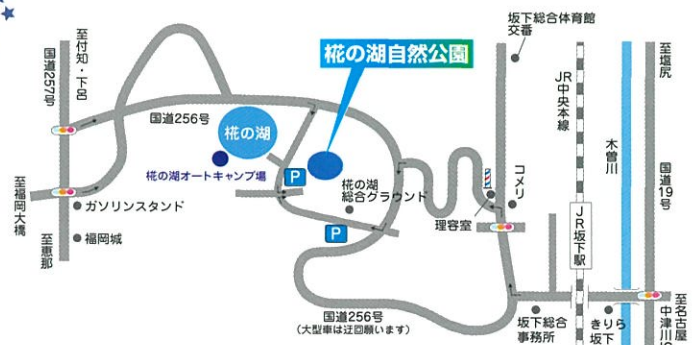 坂下総合体育館
交番
至塩尻
至付知・下呂
国道257号
椛の湖自然公園
JR中央本線
国道256号
椛の湖
木曽川
コメリ
椛の湖オートキャンプ場
P
椛の湖
総合グラウンド
国道19号
至福岡大橋
ガソリンスタンド
理容室
JR坂下駅
福岡城
P
至恵那
国道256号
(大型車は迂回願います)
坂下総合
事務所
きりら
坂下
至名古屋
中津川